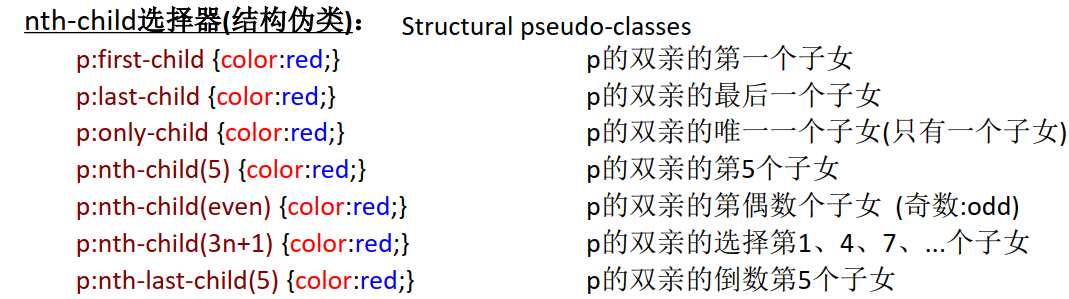 nth-child选择器(结构伪类)： Structural pseudo-classes
p:first-child {color:red;} p的双亲的第一个子女
p:last-child {color:red;} p的双亲的最后一个子女
p:only-child {color:red;} p的双亲的唯一一个子女(只有一个子女)
p:nth-child(5) {color:red;} p的双亲的第5个子女
p:nth-child(even) {color:red;} p的双亲的第偶数个子女 (奇数:odd)
p:nth-child(3n+1) {color:red;} p的双亲的选择第1、4、7、…个子女
p:nth-last-child(5) {color:red;} p的双亲的倒数第5个子女